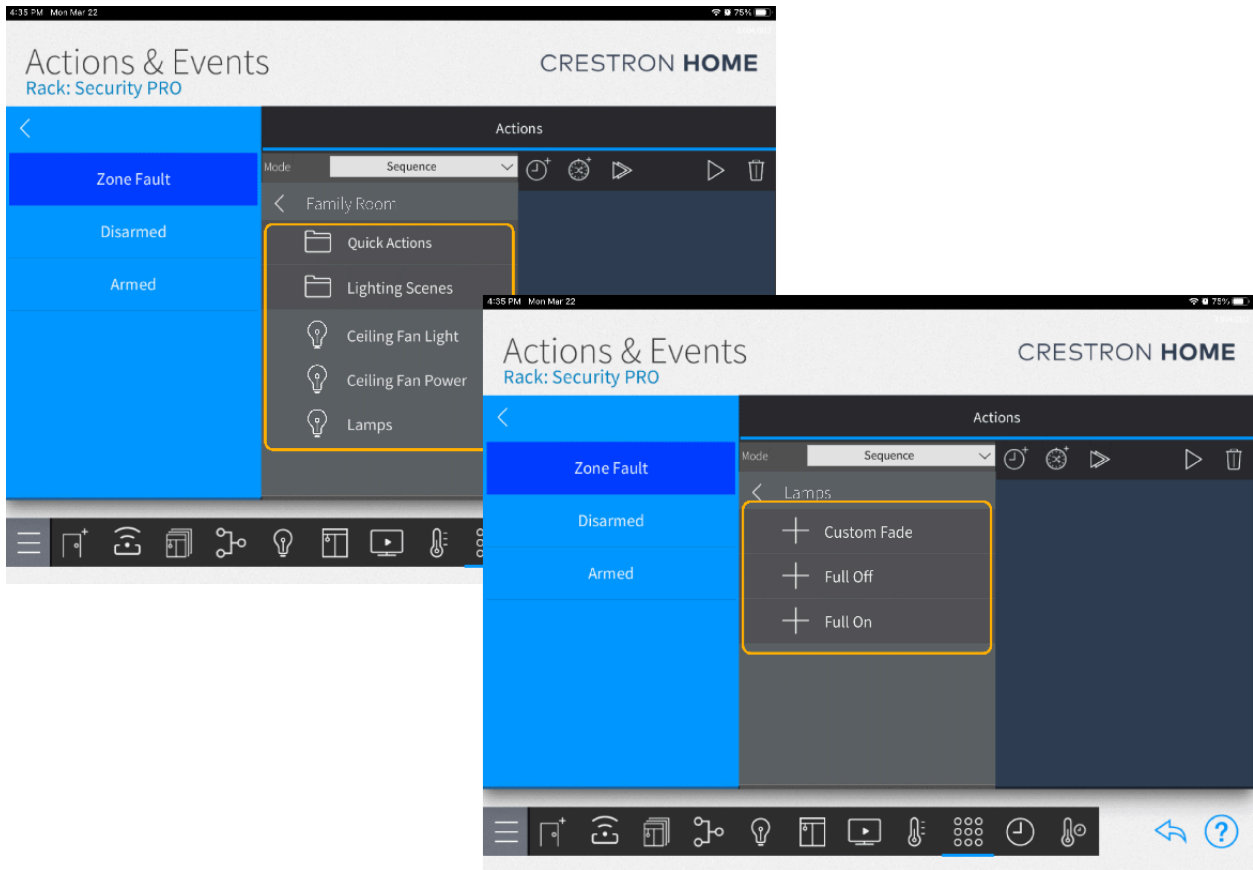 4:35 PM Mon Mar 22
75%
Actions & Events
CRESTRON HOME
Rack: Security PRO
Actions
Zone Fault
Disarmed
Armed
Mode
Sequence
Family Room
Quick Actions
Lighting Scenes
Ceiling Fan Light
Ceiling Fan Power
Lamps
4:35 PM Mon Mar 22
75%
Actions & Events
CRESTRON HOME
Rack: Security PRO
Actions
Zone Fault
Disarmed
Armed
Mode
Sequence
Lamps
Custom Fade
Full Off
Full On
?